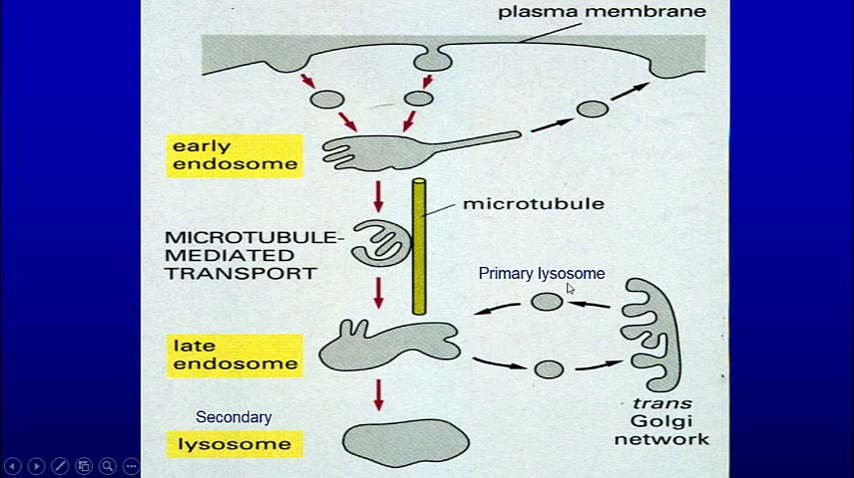 plasma membrane
early
endosome
microtubule
MICROTUBULE-
MEDIATED
TRANSPORT
Primary lysosome
late
endosome
trans
Golgi
network
Secondary
lysosome